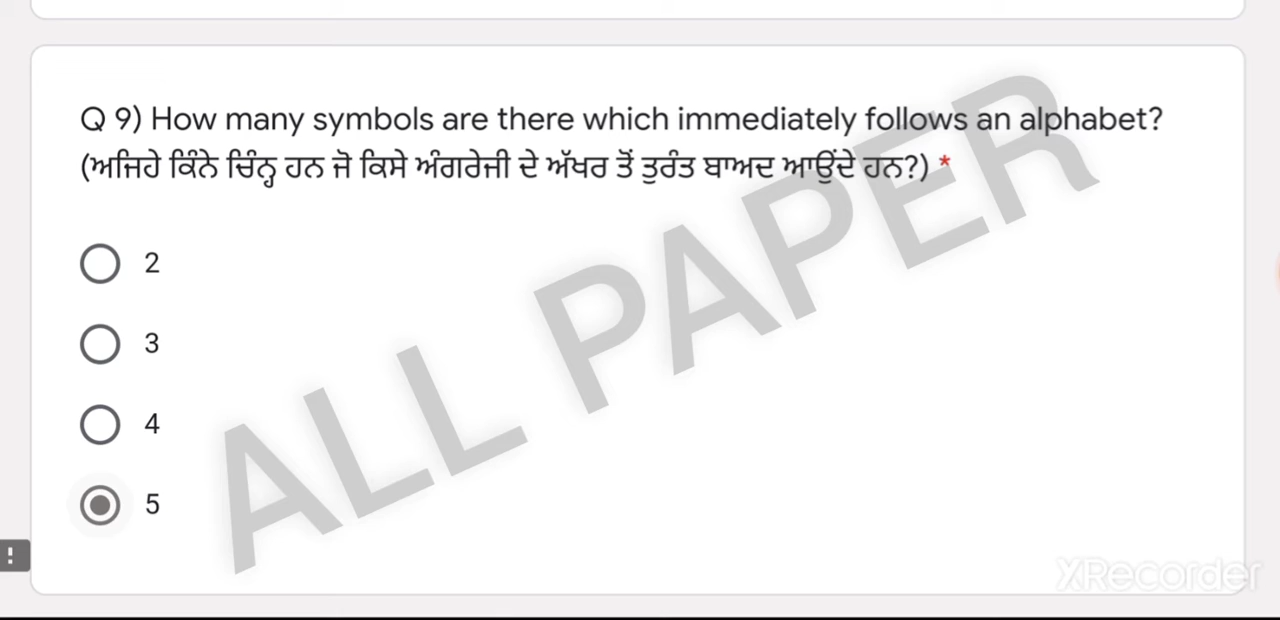 Q 9) How many symbols are there which immediately follows an alphabet?
(ਅਜਿਹੇ ਕਿੰਨੇ ਚਿੰਨ੍ਹ ਹਨ ਜੋ ਕਿਸੇ ਅੰਗਰੇਜੀ ਦੇ ਅੱਖਰ ਤੋਂ ਤੁਰੰਤ ਬਾਅਦ ਆਉਂਦੇ ਹਨ?) *
2
3
4
5
ALL PAPER
!
XRecorder